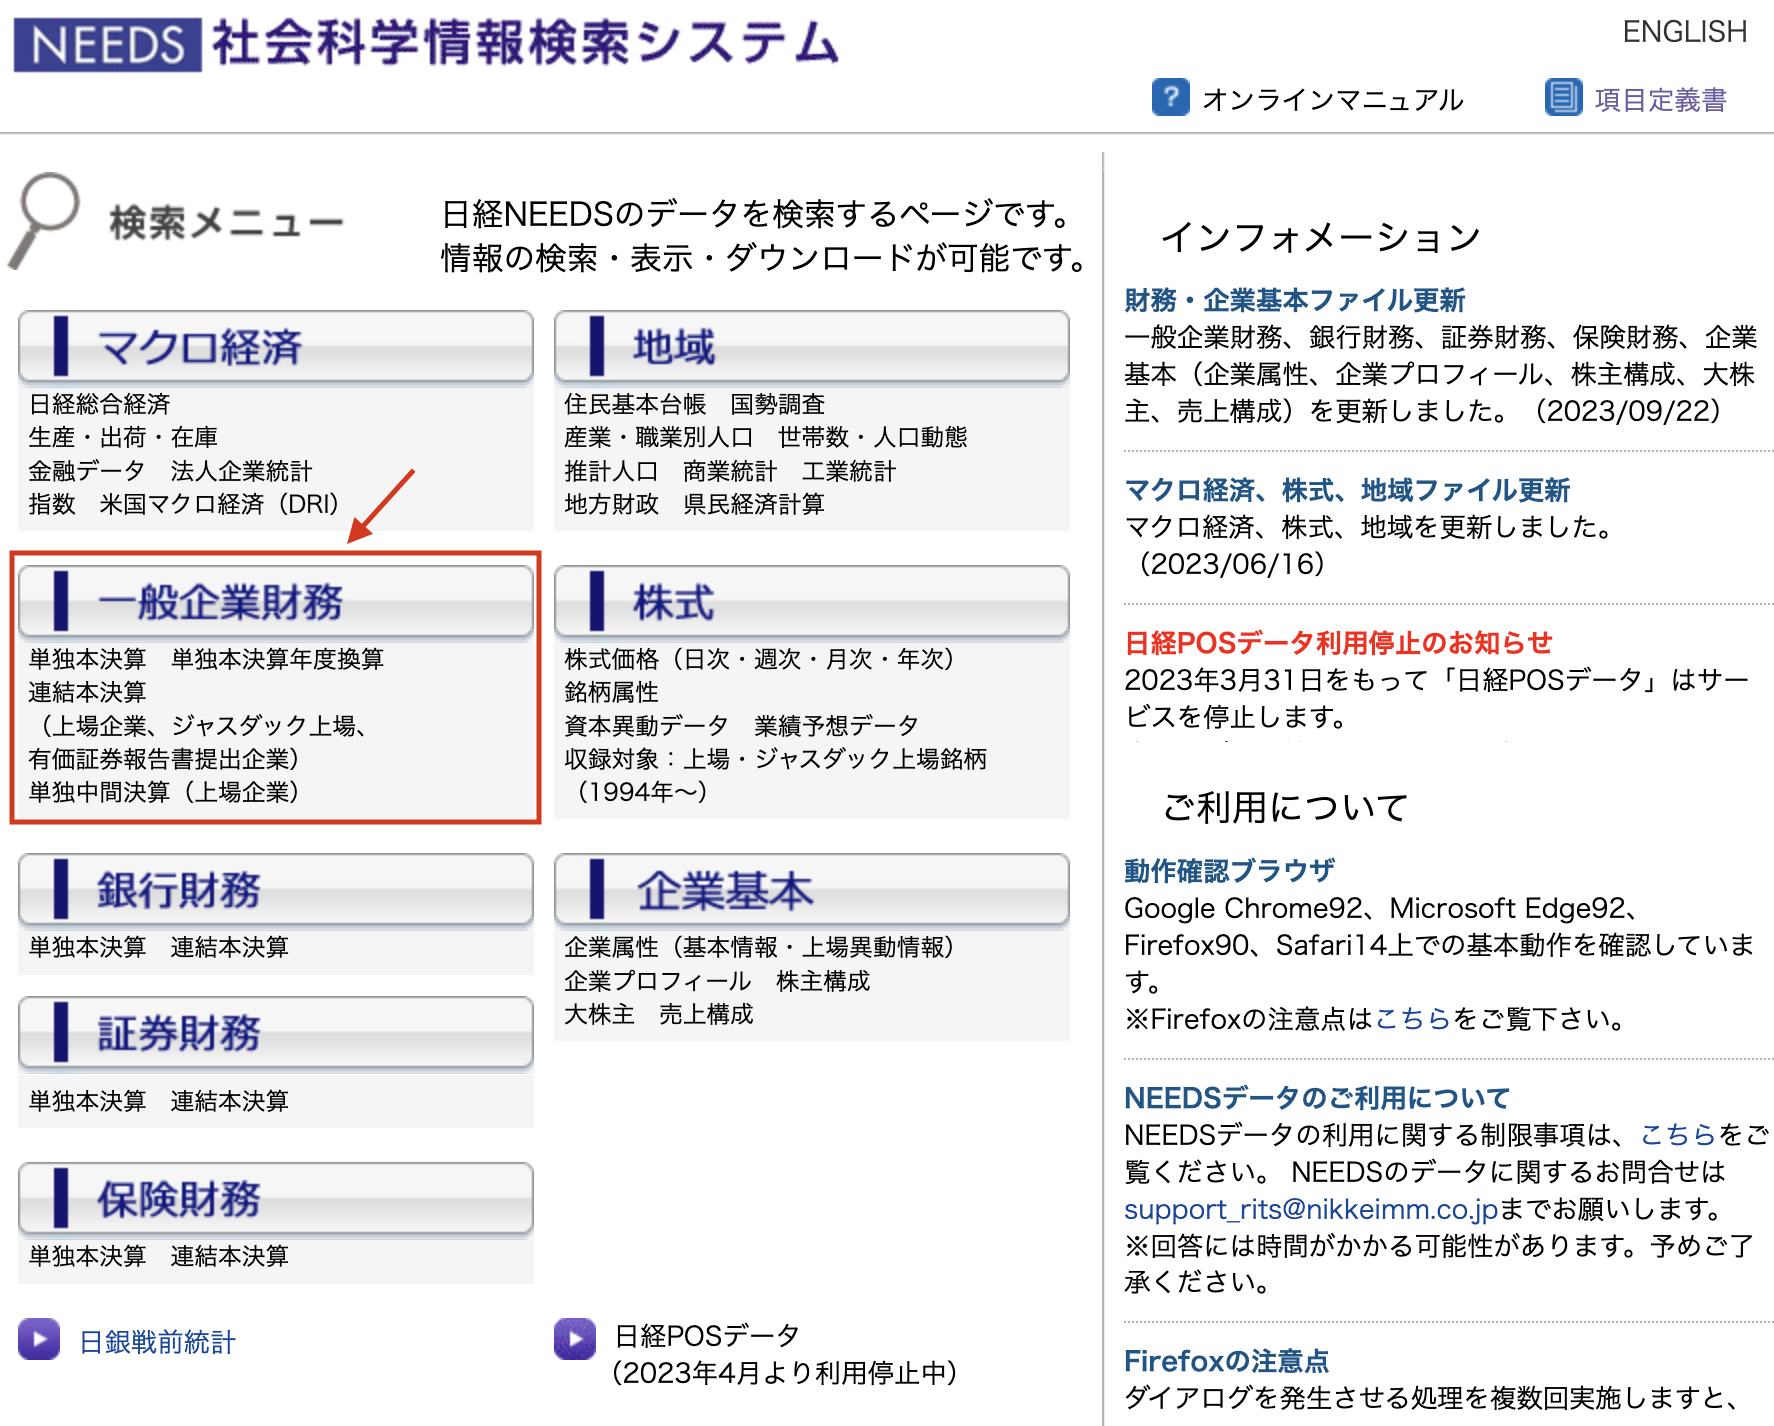 NEEDS 社会科学情報検索システム
ENGLISH
オンラインマニュアル
項目定義書
検索メニュー
日経NEEDSのデータを検索するページです。
情報の検索・表示・ダウンロードが可能です。
マクロ経済
日経総合経済
生産・出荷・在庫
金融データ　法人企業統計
指数　米国マクロ経済（DRI）
地域
住民基本台帳　国勢調査
産業・職業別人口　世帯数・人口動態
推計人口　商業統計　工業統計
地方財政　県民経済計算
一般企業財務
単独本決算　単独本決算年度換算
連結本決算
（上場企業、ジャスダック上場、
有価証券報告書提出企業）
単独中間決算（上場企業）
株式
株式価格（日次・週次・月次・年次）
銘柄属性
資本異動データ　業績予想データ
収録対象：上場・ジャスダック上場銘柄
（1994年～）
銀行財務
単独本決算　連結本決算
企業基本
企業属性（基本情報・上場異動情報）
企業プロフィール　株主構成
大株主　売上構成
証券財務
単独本決算　連結本決算
保険財務
単独本決算　連結本決算
日銀戦前統計
日経POSデータ
（2023年4月より利用停止中）
インフォメーション
財務・企業基本ファイル更新
一般企業財務、銀行財務、証券財務、保険財務、企業
基本（企業属性、企業プロフィール、株主構成、大株
主、売上構成）を更新しました。（2023/09/22）
マクロ経済、株式、地域ファイル更新
マクロ経済、株式、地域を更新しました。
（2023/06/16）
日経POSデータ利用停止のお知らせ
2023年3月31日をもって「日経POSデータ」はサー
ビスを停止します。
ご利用について
動作確認ブラウザ
Google Chrome92、Microsoft Edge92、
Firefox90、Safari14上での基本動作を確認していま
す。
※Firefoxの注意点はこちらをご覧下さい。
NEEDSデータのご利用について
NEEDSデータの利用に関する制限事項は、こちらをご
覧ください。 NEEDSのデータに関するお問合せは
support_rits@nikkeimm.co.jpまでお願いします。
※回答には時間がかかる可能性があります。予めご了
承ください。
Firefoxの注意点
ダイアログを発生させる処理を複数回実施しますと、